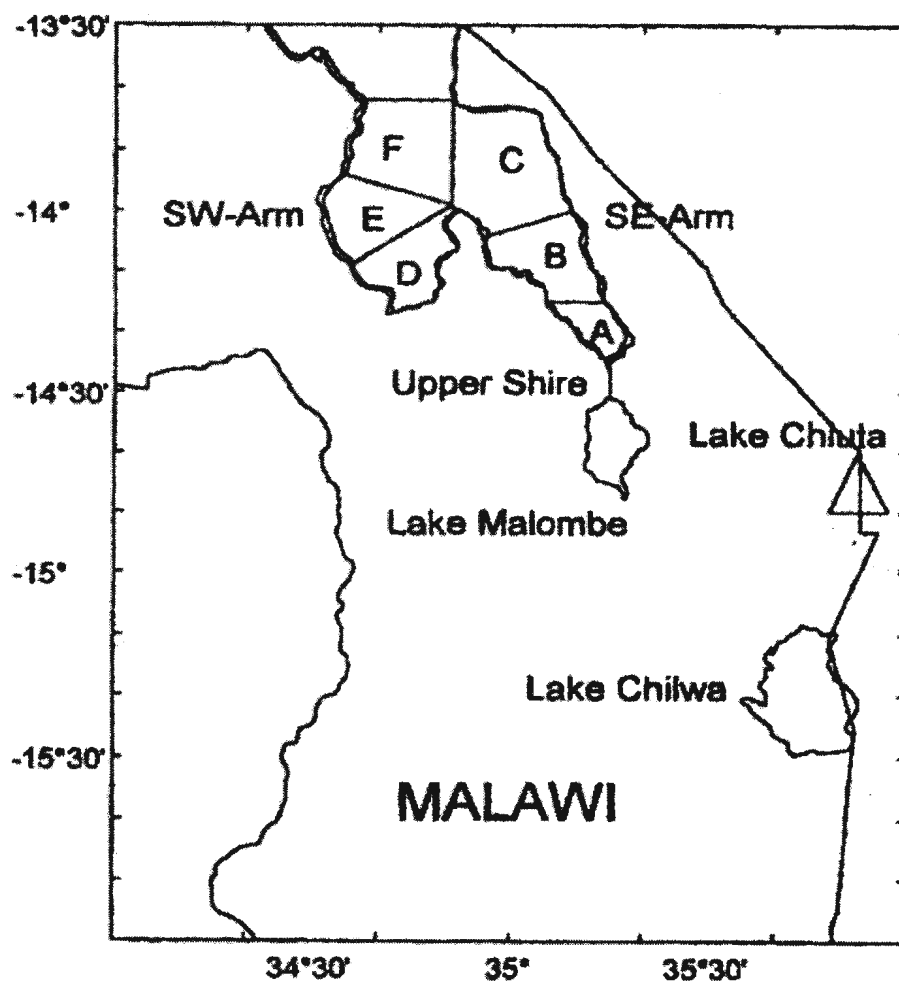 -13°30'
F
C
-14°
SW-Arm
E
SE-Arm
B
D
A
-14°30'
Upper Shire
Lake Chiuta
Lake Malombe
-15°
Lake Chilwa
-15°30'
MALAWI
34°30'
35°
35°30'